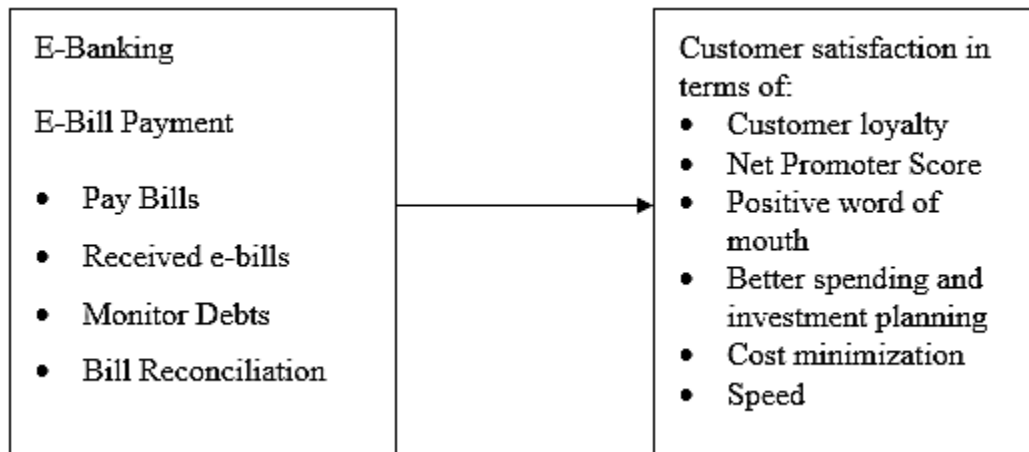 E-Banking
E-Bill Payment
• Pay Bills
• Received e-bills
• Monitor Debts
• Bill Reconciliation
Customer satisfaction in
terms of:
• Customer loyalty
• Net Promoter Score
• Positive word of
mouth
• Better spending and
investment planning
• Cost minimization
• Speed